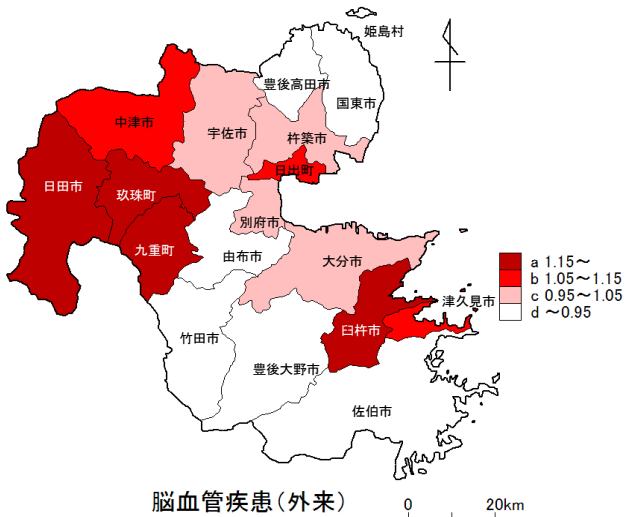 姫島村
豊後高田市
国東市
中津市
宇佐市
杵築市
日出町
日田市
玖珠町
別府市
九重町
由布市
大分市
a 1.15～
b 1.05～1.15
c 0.95～1.05
d ～0.95
津久見市
臼杵市
竹田市
豊後大野市
佐伯市
脳血管疾患（外来）
0 20km